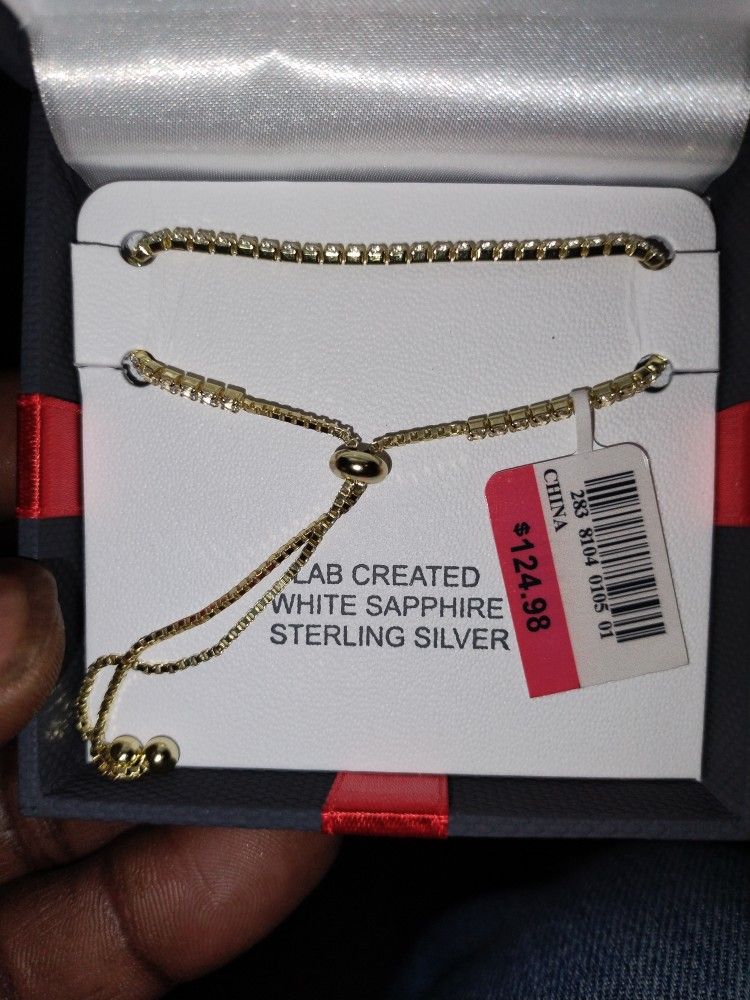 LAB CREATED
WHITE SAPPHIRE
STERLING SILVER
CHINA
283 8104 0105 01
$124.98